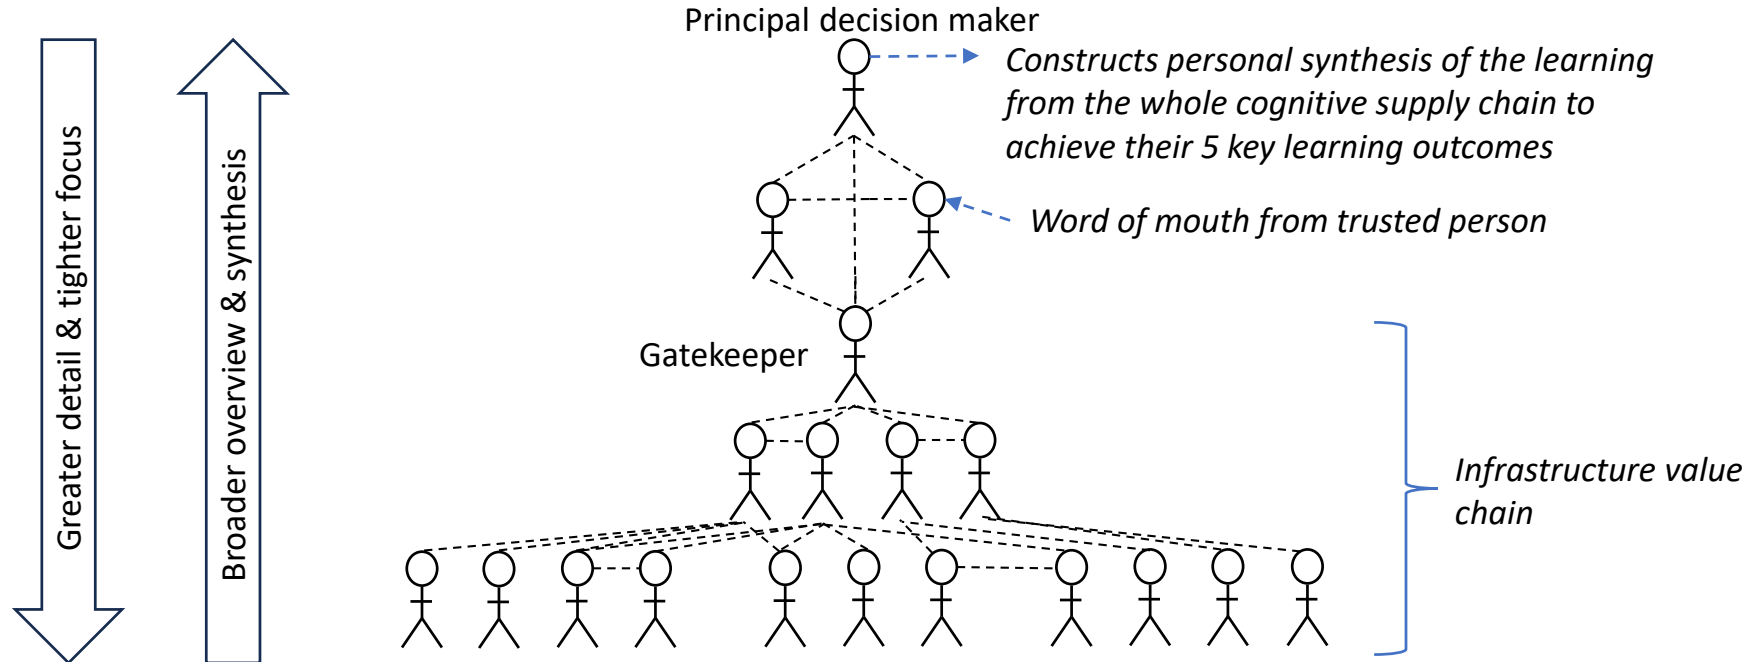 Principal decision maker
Constructs personal synthesis of the learning
from the whole cognitive supply chain to
achieve their 5 key learning outcomes
Word of mouth from trusted person
Gatekeeper
Infrastructure value
chain
Greater detail & tighter focus
Broader overview & synthesis